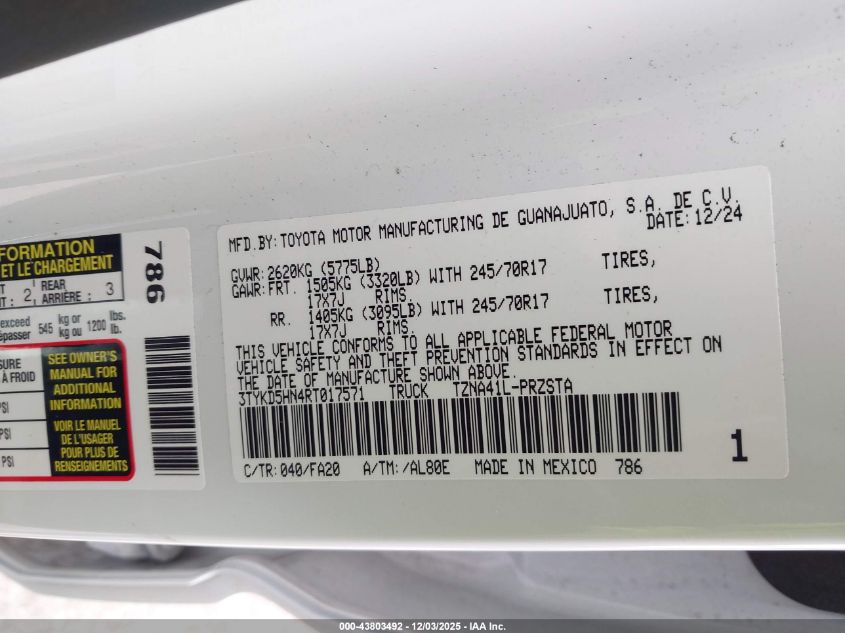 FORMATION
ET LE CHARGEMENT
2,
REAR
ARRIÈRE :
3
exceed
épasser
545
kg or
kg ou
1200
lbs.
lb.
SURE
À FROID
PSI
PSI
PSI
SEE OWNER'S
MANUAL FOR
ADDITIONAL
INFORMATION
VOIR LE MANUEL
DE L'USAGER
POUR PLUS DE
RENSEIGNEMENTS
786
MFD.BY:TOYOTA MOTOR MANUFACTURING DE GUANAJUATO, S.A. DE C.V.
DATE:12/24
GVWR:2620KG (5775LB)
GAWR:FRT. 1505KG (3320LB) WITH 245/70R17 TIRES,
17X7J RIMS.
RR. 1405KG (3095LB) WITH 245/70R17 TIRES,
17X7J RIMS.
THIS VEHICLE CONFORMS TO ALL APPLICABLE FEDERAL MOTOR
VEHICLE SAFETY AND THEFT PREVENTION STANDARDS IN EFFECT ON
THE DATE OF MANUFACTURE SHOWN ABOVE.
3TYKD5HN4RT017571 TRUCK TZNA41L-PRZSTA
C/TR:040/FA20 A/TM:/AL80E MADE IN MEXICO 786
1
000-43803492 - 12/03/2025 - IAA Inc.